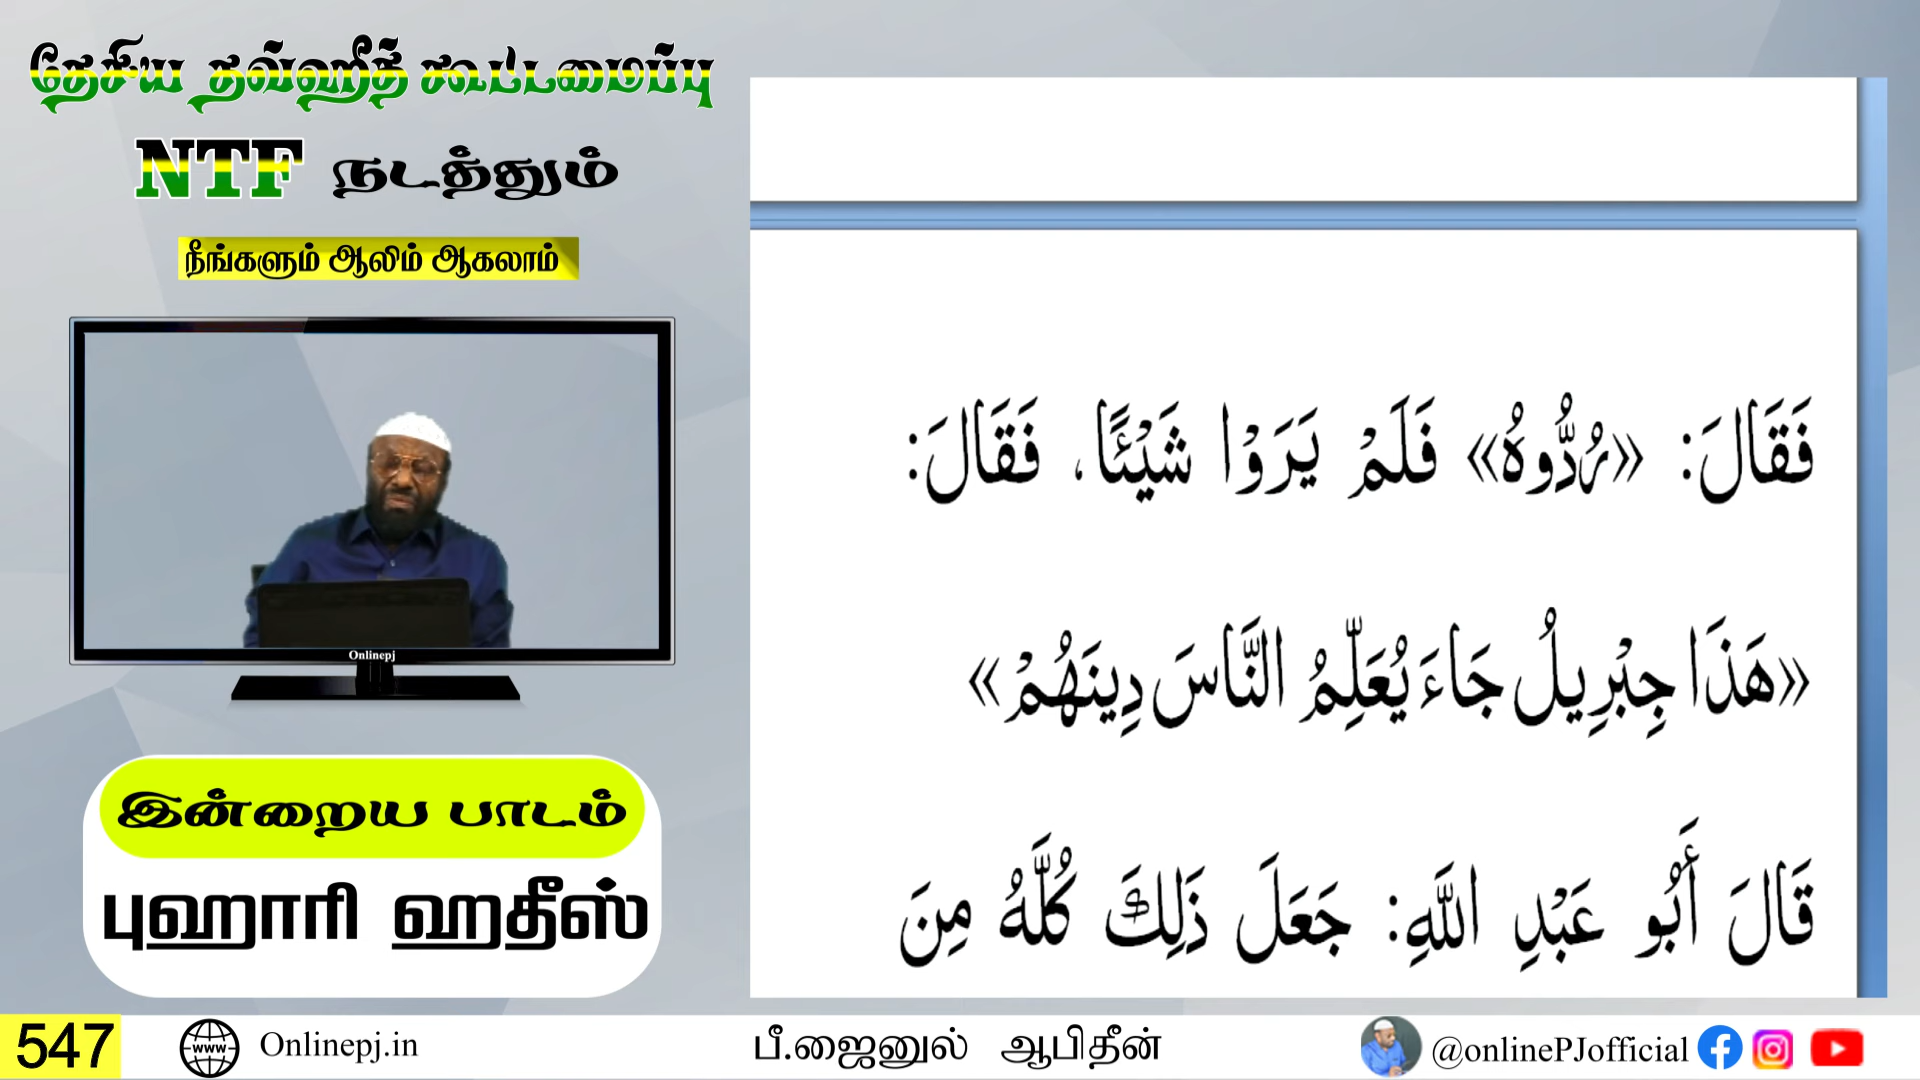 தேசிய தவ்ஹீத் கூட்டமைப்பு
NTF நடத்தும்
நீங்களும் ஆலிம் ஆகலாம்
Onlinepj
இன்றைய பாடம்
புஹாரி ஹதீஸ்
فَقَالَ: «رُدُّوهُ» فَلَمْ يَرَوْا شَيْئًا، فَقَالَ:
«هَذَا جِبْرِيلُ جَاءَ يُعَلِّمُ النَّاسَ دِينَهُمْ»
قَالَ أَبُو عَبْدِ اللَّهِ: جَعَلَ ذَلِكَ كُلَّهُ مِنَ
547 www Onlinepj.in பீ.ஜைனுல் ஆபிதீன் @onlinePJofficial